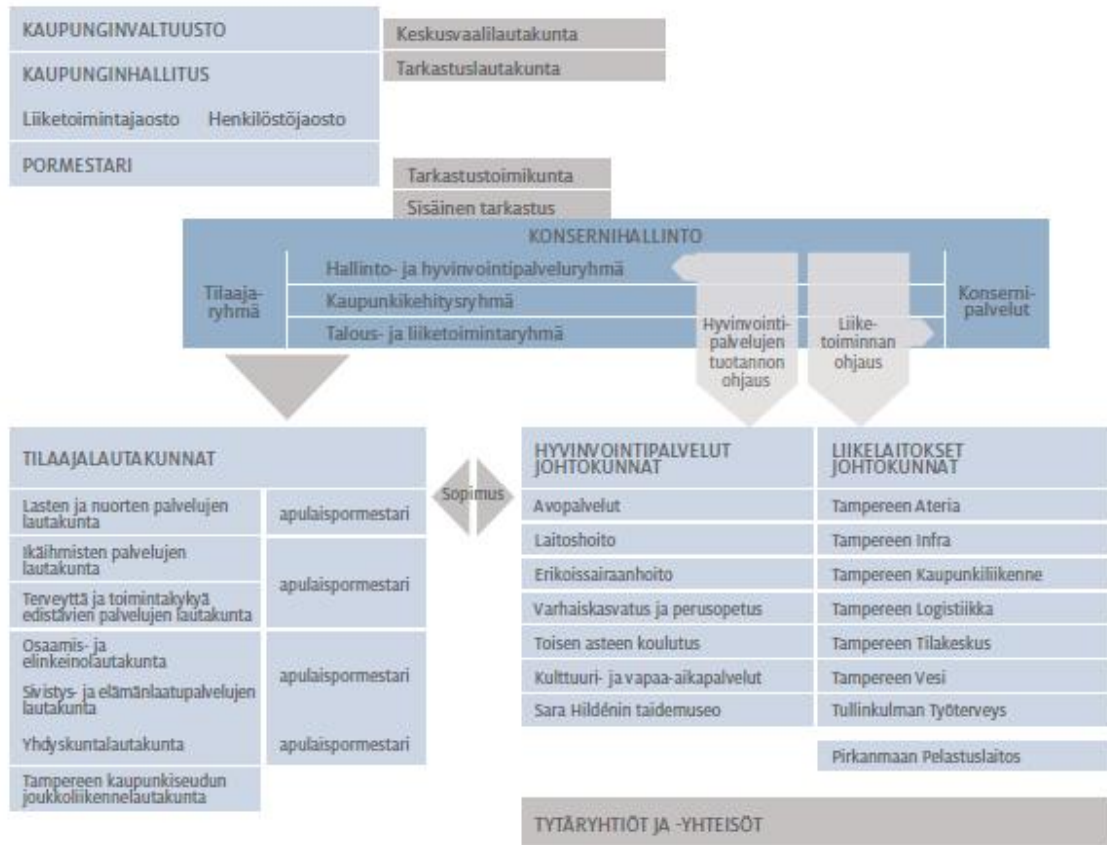 KAUPUNGINVALTUUSTO
Keskusvaalilautakunta
KAUPUNGINHALLITUS
Tarkastuslautakunta
Liiketoimintajaosto Henkilöstöjaosto
PORMESTARI
Tarkastustoimikunta
Sisäinen tarkastus
KONSERNIHALLINTO
Tilaaja-
ryhmä
Hallinto- ja hyvinvointipalveluryhmä
Kaupunkikehitysryhmä
Talous- ja liiketoimintaryhmä
Hyvinvointi-
palvelujen
tuotannon
ohjaus
Liike-
toiminnan
ohjaus
Konserni-
palvelut
TILAAJALAUTAKUNNAT
Lasten ja nuorten palvelujen
lautakunta
apulaispormestari
Ikäihmisten palvelujen
lautakunta
Terveyttä ja toimintakykyä
edistävien palvelujen lautakunta
apulaispormestari
Osaamis- ja
elinkeinolautakunta
Sivistys- ja elämänlaatupalvelujen
lautakunta
apulaispormestari
Yhdyskuntalautakunta
apulaispormestari
Tampereen kaupunkiseudun
joukkoliikennelautakunta
Sopimus
HYVINVOINTIPALVELUT
JOHTOKUNNAT
Avopalvelut
Laitoshoito
Erikoissairaanhoito
Varhaiskasvatus ja perusopetus
Toisen asteen koulutus
Kulttuuri- ja vapaa-aikapalvelut
Sara Hildénin taidemuseo
LIIKELAITOKSET
JOHTOKUNNAT
Tampereen Ateria
Tampereen Infra
Tampereen Kaupunkiliikenne
Tampereen Logistiikka
Tampereen Tilakeskus
Tampereen Vesi
Tullinkulman Työterveys
Pirkanmaan Pelastuslaitos
TYTÄRYHTIÖT JA -YHTEISÖT